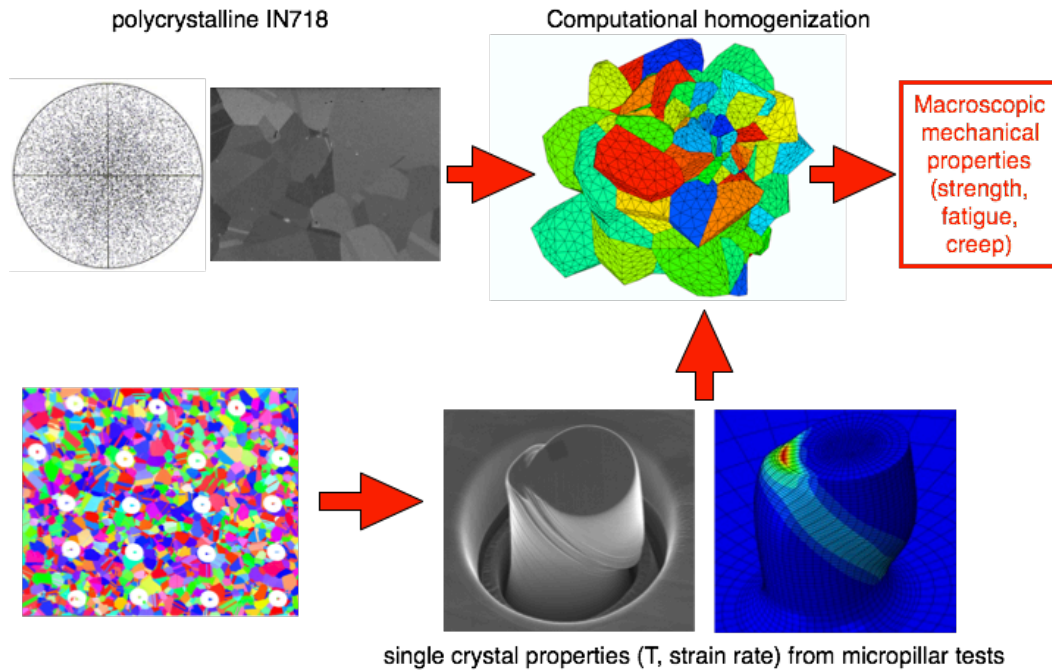 polycrystalline IN718
Computational homogenization
Macroscopic
mechanical
properties
(strength,
fatigue,
creep)
single crystal properties (T, strain rate) from micropillar tests